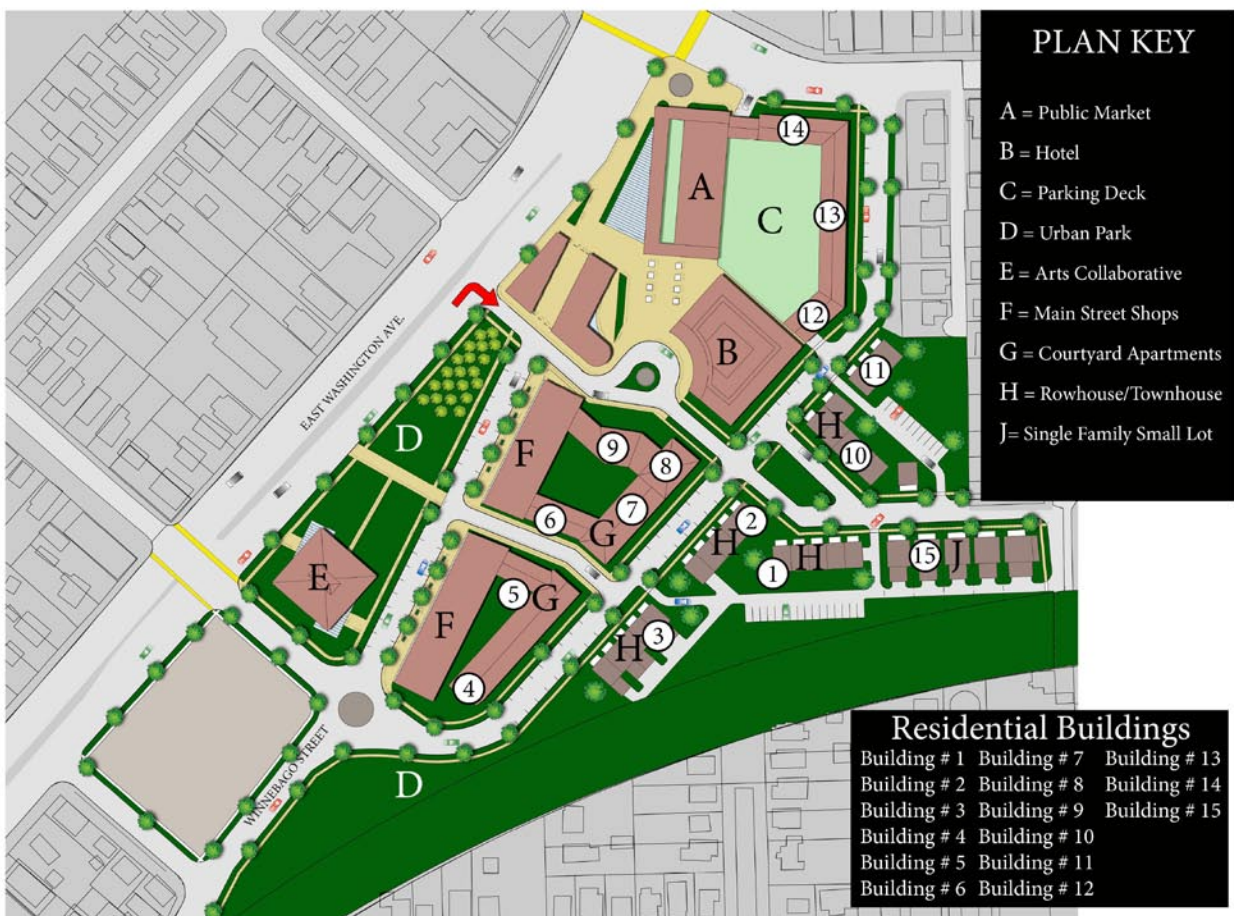 PLAN KEY
A = Public Market
B = Hotel
C = Parking Deck
D = Urban Park
E = Arts Collaborative
F = Main Street Shops
G = Courtyard Apartments
H = Rowhouse/Townhouse
J= Single Family Small Lot
14
A
C
13
12
B
11
H
10
EAST WASHINGTON AVE.
D
F
9
8
7
6
G
2
H
H
1
15
J
E
5
G
F
H
3
4
WINNEBAGO STREET
D
Residential Buildings
Building # 1 Building # 7 Building # 13
Building # 2 Building # 8 Building # 14
Building # 3 Building # 9 Building # 15
Building # 4 Building # 10
Building # 5 Building # 11
Building # 6 Building # 12